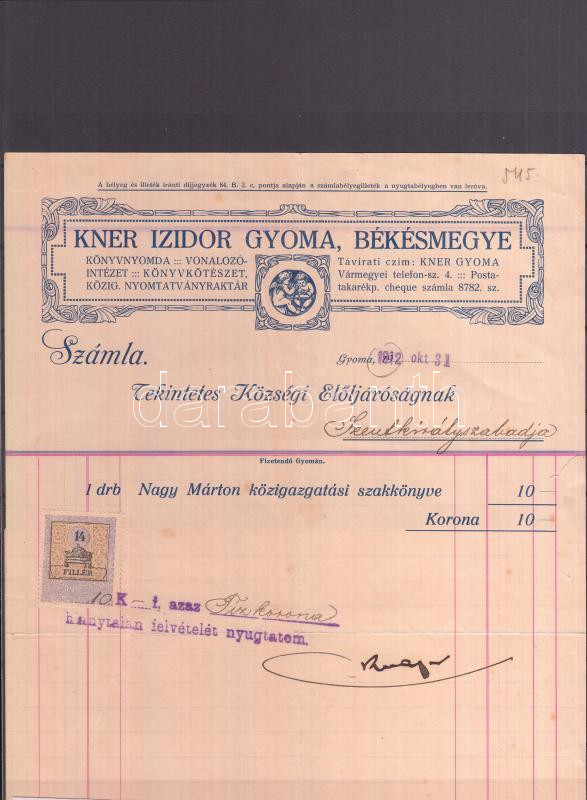 545.
A bélyeg és illeték iránti díjjegyzék 84. B. 2. c. pontja alapján a számlabélyegilleték a nyugtabélyegben van leróva.
KNER IZIDOR GYOMA, BÉKÉSMEGYE
KÖNYVNYOMDA ::: VONALOZÓ-
INTÉZET ::: KÖNYVKÖTÉSZET,
KÖZIG. NYOMTATVÁNYRAKTÁR
Távirati czim: KNER GYOMA
Vármegyei telefon-sz. 4. ::: Posta-
takarékp. cheque számla 8782. sz.
Számla.
Gyoma, 1912 okt 31
Tekintetes Községi Előljáróságnak
Szentkirályszabadja
darabanth
Fizetendő Gyomán.
1 drb Nagy Márton közigazgatási szakkönyve 10 —
Korona 10 —
14
FILLÉR
10 K — f, azaz Tiz korona
hiánytalan felvételét nyugtatom.